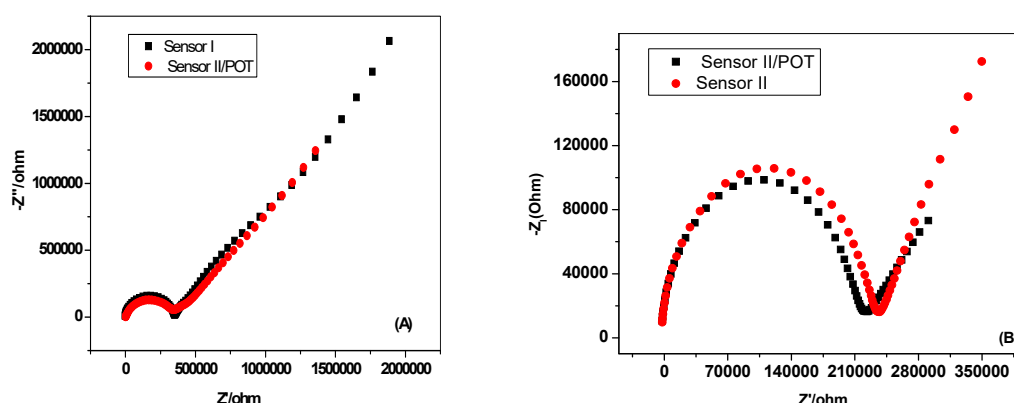 2000000
1500000
1000000
500000
0
-Z''/ohm
Sensor I
Sensor II/POT
(A)
0 500000 1000000 1500000 2000000
Z'/ohm
160000
120000
80000
40000
0
-Z
(Ohm)
Sensor II/POT
Sensor II
(B
0 70000 140000 210000 280000 350000
Z'/ohm